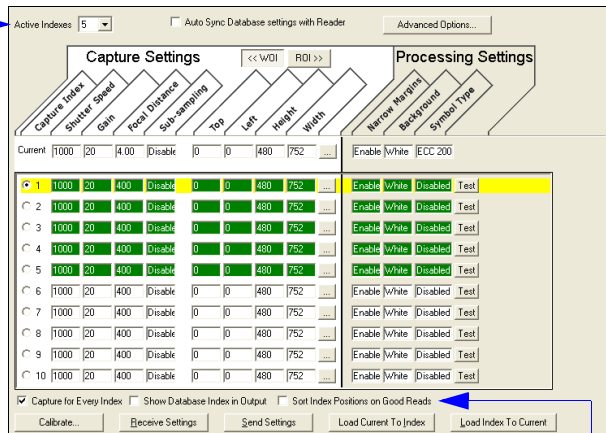 Active Indexes 5 Auto Sync Database settings with Reader Advanced Options...
Capture Settings << WOI ROI >> Processing Settings
Capture Index Shutter Speed Gain Focal Distance Sub-sampling Top Left Height Width Narrow Margins Background Symbol Type
Current 1000 20 4.00 Disable 0 0 480 752 ... Enable White ECC 200
1 1000 20 400 Disable 0 0 480 752 ... Enable White Disabled Test
2 1000 20 400 Disable 0 0 480 752 ... Enable White Disabled Test
3 1000 20 400 Disable 0 0 480 752 ... Enable White Disabled Test
4 1000 20 400 Disable 0 0 480 752 ... Enable White Disabled Test
5 1000 20 400 Disable 0 0 480 752 ... Enable White Disabled Test
6 1000 20 400 Disable 0 0 480 752 ... Enable White Disabled Test
7 1000 20 400 Disable 0 0 480 752 ... Enable White Disabled Test
8 1000 20 400 Disable 0 0 480 752 ... Enable White Disabled Test
9 1000 20 400 Disable 0 0 480 752 ... Enable White Disabled Test
10 1000 20 400 Disable 0 0 480 752 ... Enable White Disabled Test
Capture for Every Index Show Database Index in Output Sort Index Positions on Good Reads
Calibrate... Receive Settings Send Settings Load Current To Index Load Index To Current